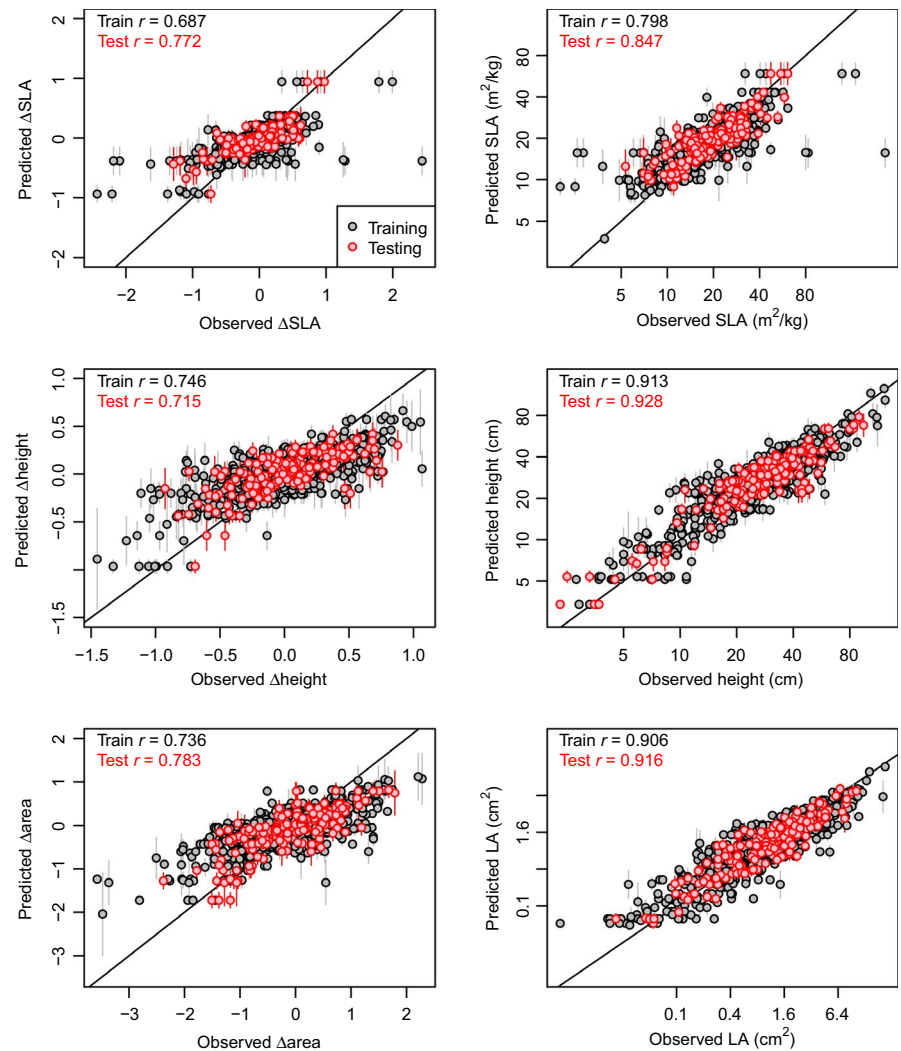 Train r = 0.687
Test r = 0.772
2
1
0
−1
−2
Predicted ΔSLA
Training
Testing
−2 −1 0 1 2
Observed ΔSLA
Train r = 0.798
Test r = 0.847
80
40
20
10
5
Predicted SLA (m²/kg)
5 10 20 40 80
Observed SLA (m²/kg)
Train r = 0.746
Test r = 0.715
1.0
0.5
0.0
−0.5
−1.5
Predicted Δheight
−1.5 −1.0 −0.5 0.0 0.5 1.0
Observed Δheight
Train r = 0.913
Test r = 0.928
80
40
20
10
5
Predicted height (cm)
5 10 20 40 80
Observed height (cm)
Train r = 0.736
Test r = 0.783
2
1
0
−1
−2
−3
Predicted Δarea
−3 −2 −1 0 1 2
Observed Δarea
Train r = 0.906
Test r = 0.916
1.6
0.1
Predicted LA (cm²)
0.1 0.4 1.6 6.4
Observed LA (cm²)